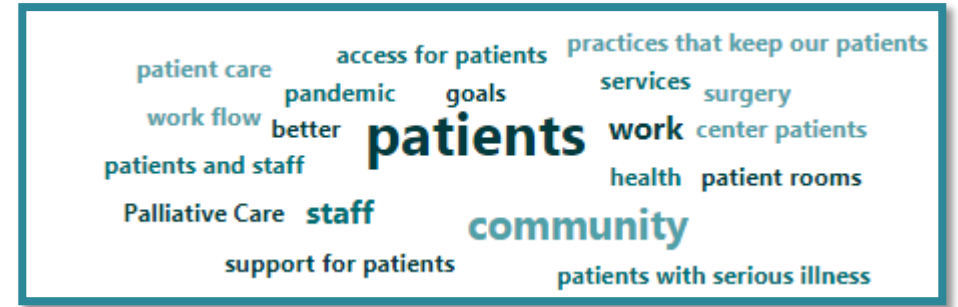 practices that keep our patients
access for patients
patient care
services
pandemic goals surgery
work flow better patients work center patients
patients and staff
health patient rooms
Palliative Care staff community
support for patients
patients with serious illness